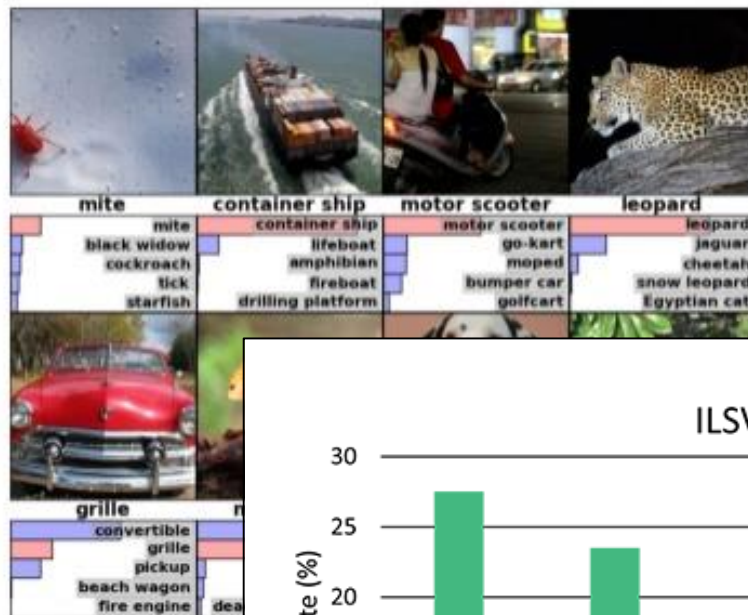 mite
container ship
motor scooter
leopard
mite
black widow
cockroach
tick
starfish
container ship
lifeboat
amphibian
fireboat
drilling platform
motor scooter
go-kart
moped
bumper car
golfcart
leopard
jaguar
cheetah
snow leopard
Egyptian cat
grille
convertible
grille
pickup
beach wagon
fire engine
ILSV
30
25
20
(%)